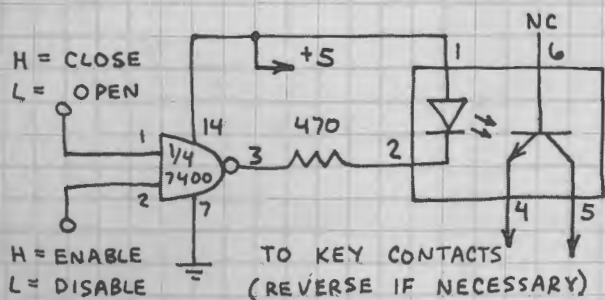 NC
H = CLOSE
L = OPEN
+5
1
6
14
470
1
1/4
7400
3
2
2
7
4
5
H = ENABLE
L = DISABLE
TO KEY CONTACTS
(REVERSE IF NECESSARY)